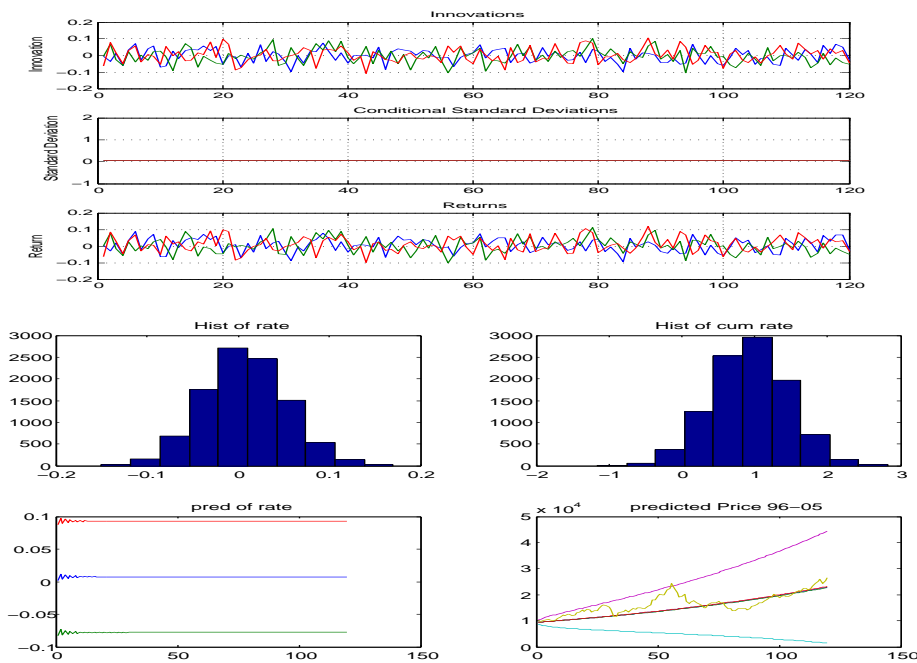 Innovations
0.2
0.1
0
−0.1
−0.2
Innovation
0 20 40 60 80 100 120
Conditional Standard Deviations
2
1
0
−1
Standard Deviation
0 20 40 60 80 100 120
Returns
0.2
0.1
0
−0.1
−0.2
Return
0 20 40 60 80 100 120
Hist of rate
3000
2500
2000
1500
1000
500
0
−0.2 −0.1 0 0.1 0.2
Hist of cum rate
3000
2500
2000
1500
1000
500
0
−2 −1 0 1 2 3
pred of rate
0.1
0.05
0
−0.05
−0.1
0 50 100 150
predicted Price 96−05
x 10^4
5
4
3
2
1
0
0 50 100 150